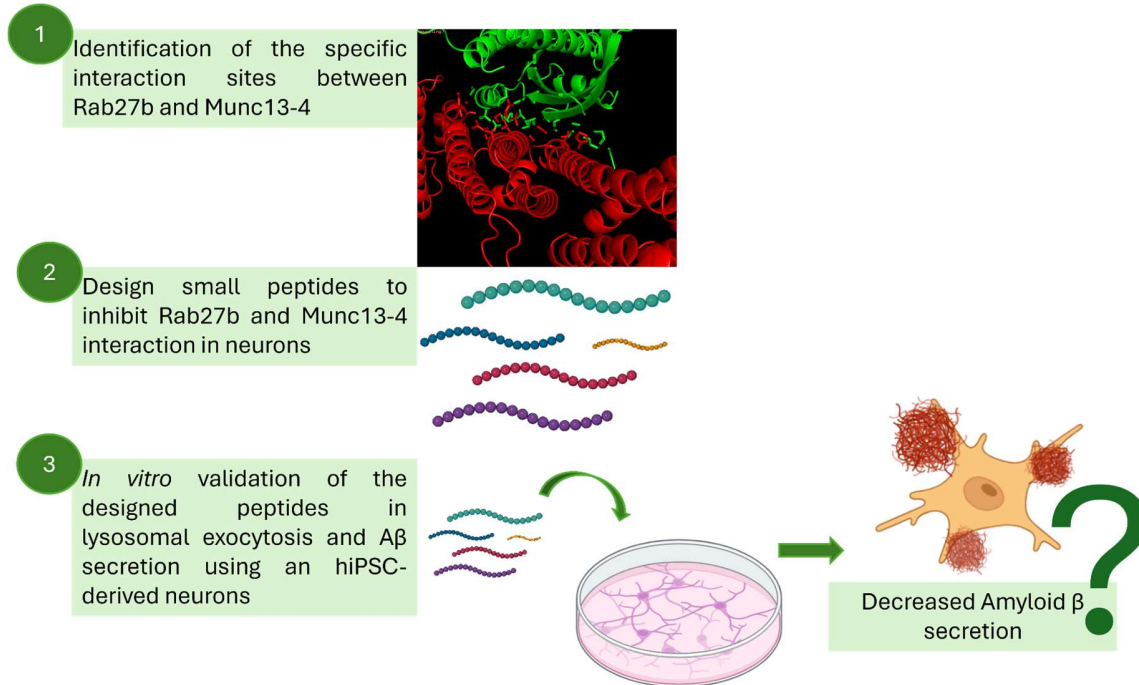 1
Identification of the specific
interaction sites between
Rab27b and Munc13-4
2
Design small peptides to
inhibit Rab27b and Munc13-4
interaction in neurons
3
In vitro validation of the
designed peptides in
lysosomal exocytosis and Aβ
secretion using an hiPSC-
derived neurons
Decreased Amyloid β
secretion
?